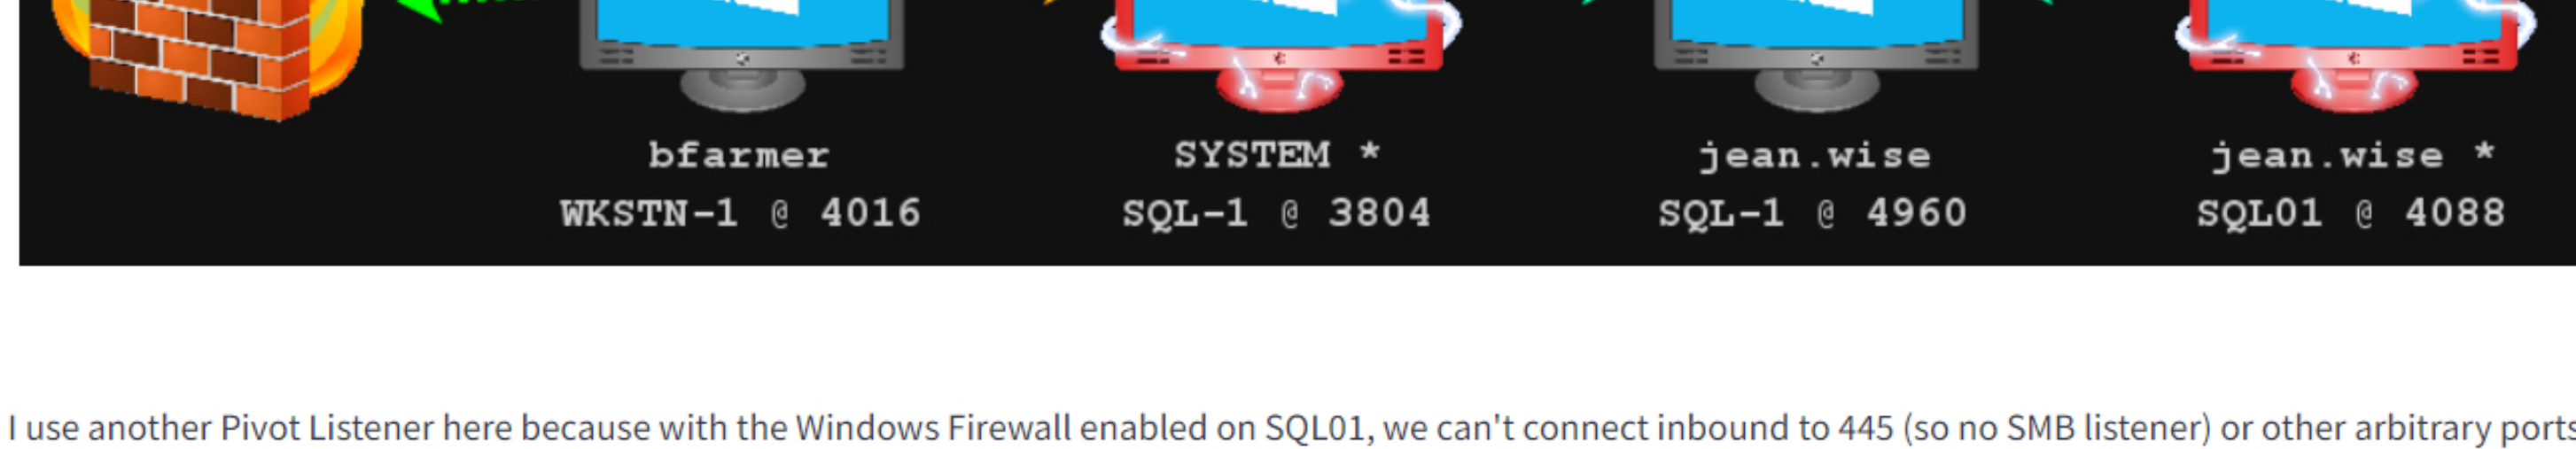 bfarmer SYSTEM * jean.wise jean.wise *
WKSTN-1 @ 4016 SQL-1 @ 3804 SQL-1 @ 4960 SQL01 @ 4088
I use another Pivot Listener here because with the Windows Firewall enabled on SQL01, we can't connect inbound to 445 (so no SMB listener) or other arbitrary ports